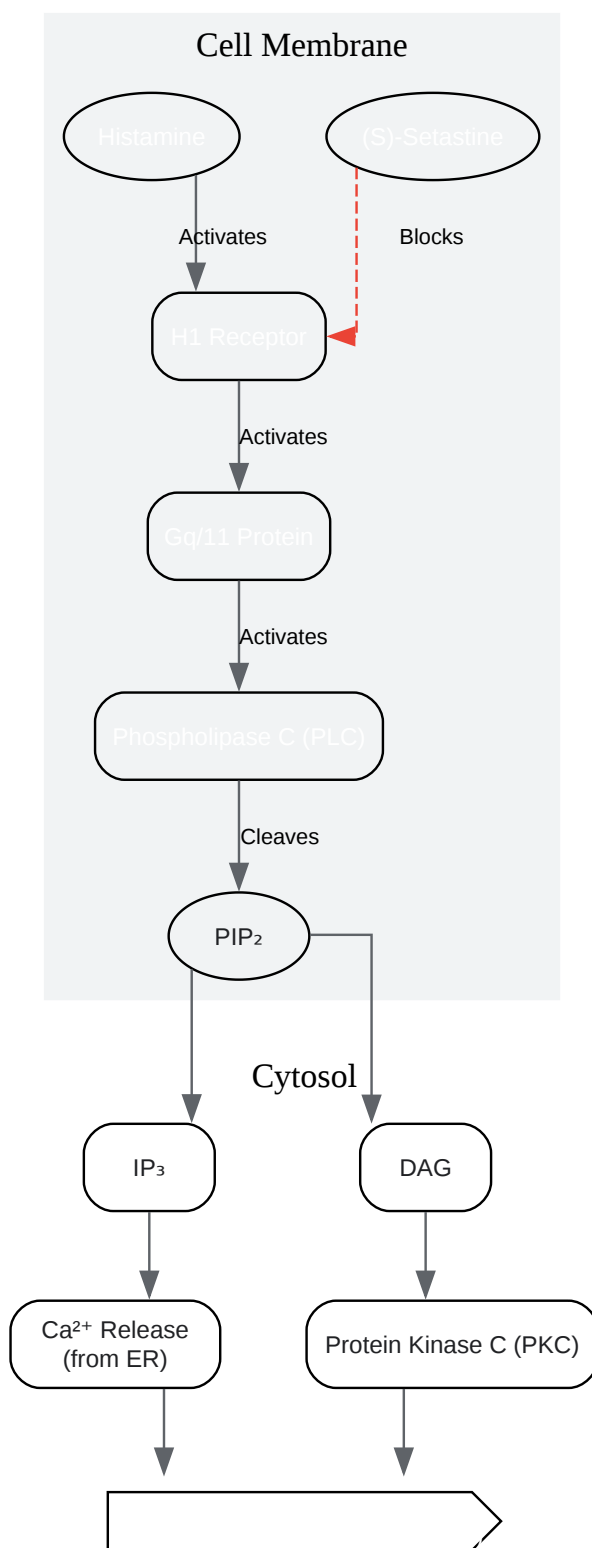 Cell Membrane
Histamine
(S)-Setastine
Activates
Blocks
H1 Receptor
Activates
Gq/11 Protein
Activates
Phospholipase C (PLC)
Cleaves
PIP₂
Cytosol
IP₃
DAG
Ca²⁺ Release
(from ER)
Protein Kinase C (PKC)